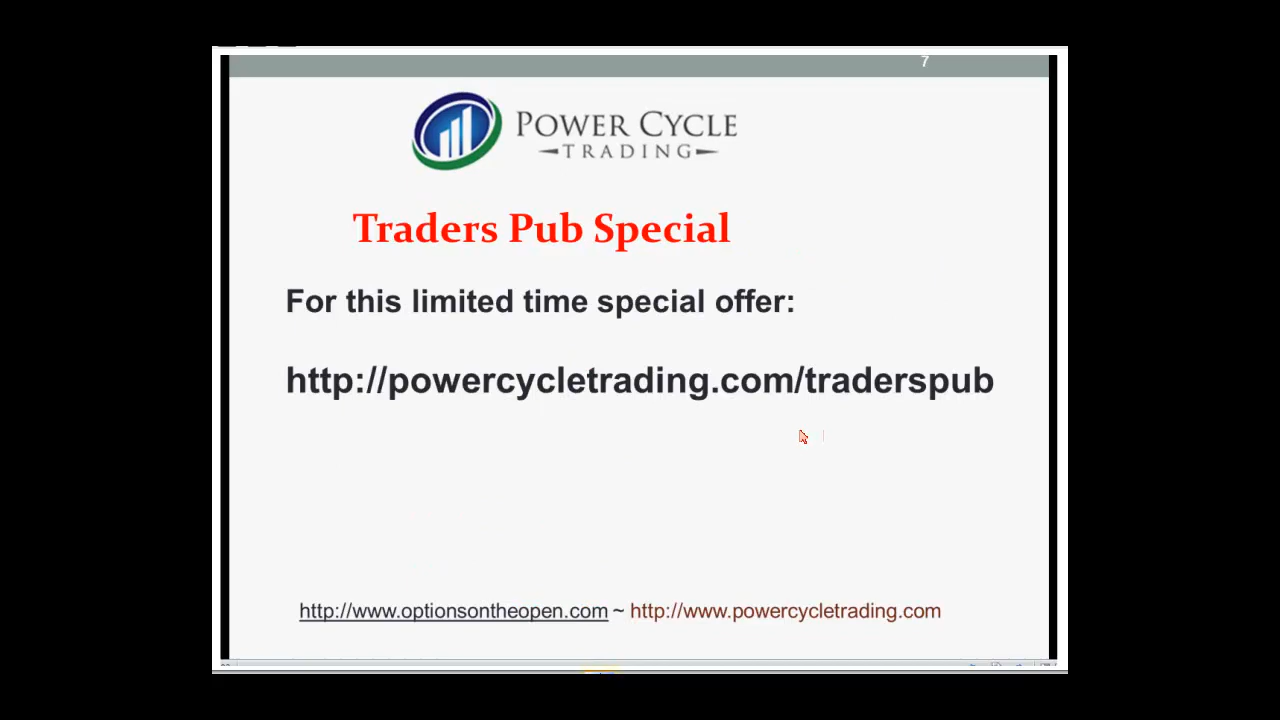 7
POWER CYCLE
TRADING
Traders Pub Special
For this limited time special offer:
http://powercycletrading.com/traderspub
http://www.optionsontheopen.com ~ http://www.powercycletrading.com